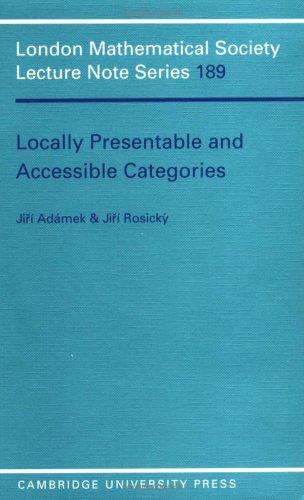 London Mathematical Society
Lecture Note Series 189
Locally Presentable and
Accessible Categories
Jiří Adámek & Jiří Rosický
CAMBRIDGE UNIVERSITY PRESS